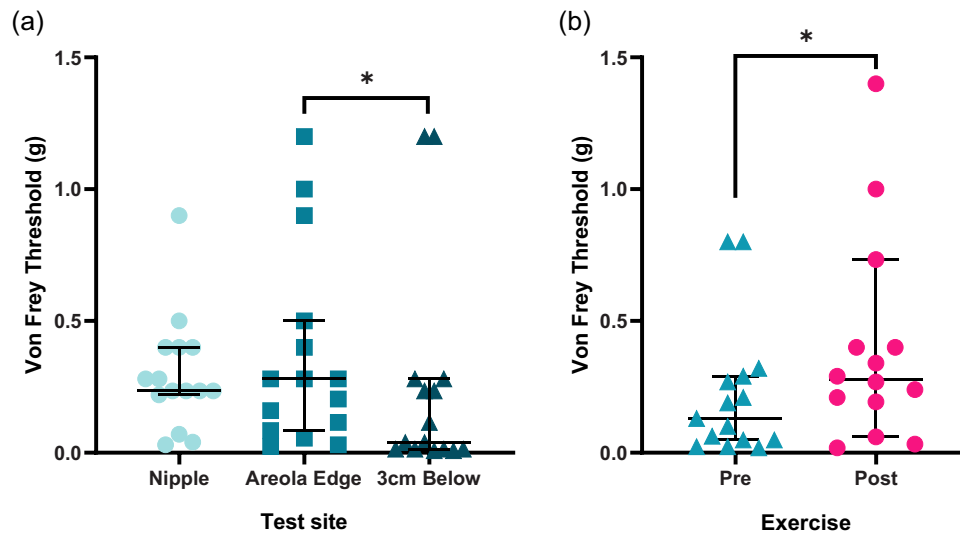 (a)
Von Frey Threshold (g)
1.5
*
1.0
0.5
0.0
Nipple Areola Edge 3cm Below
Test site
(b)
Von Frey Threshold (g)
1.5
*
1.0
0.5
0.0
Pre Post
Exercise